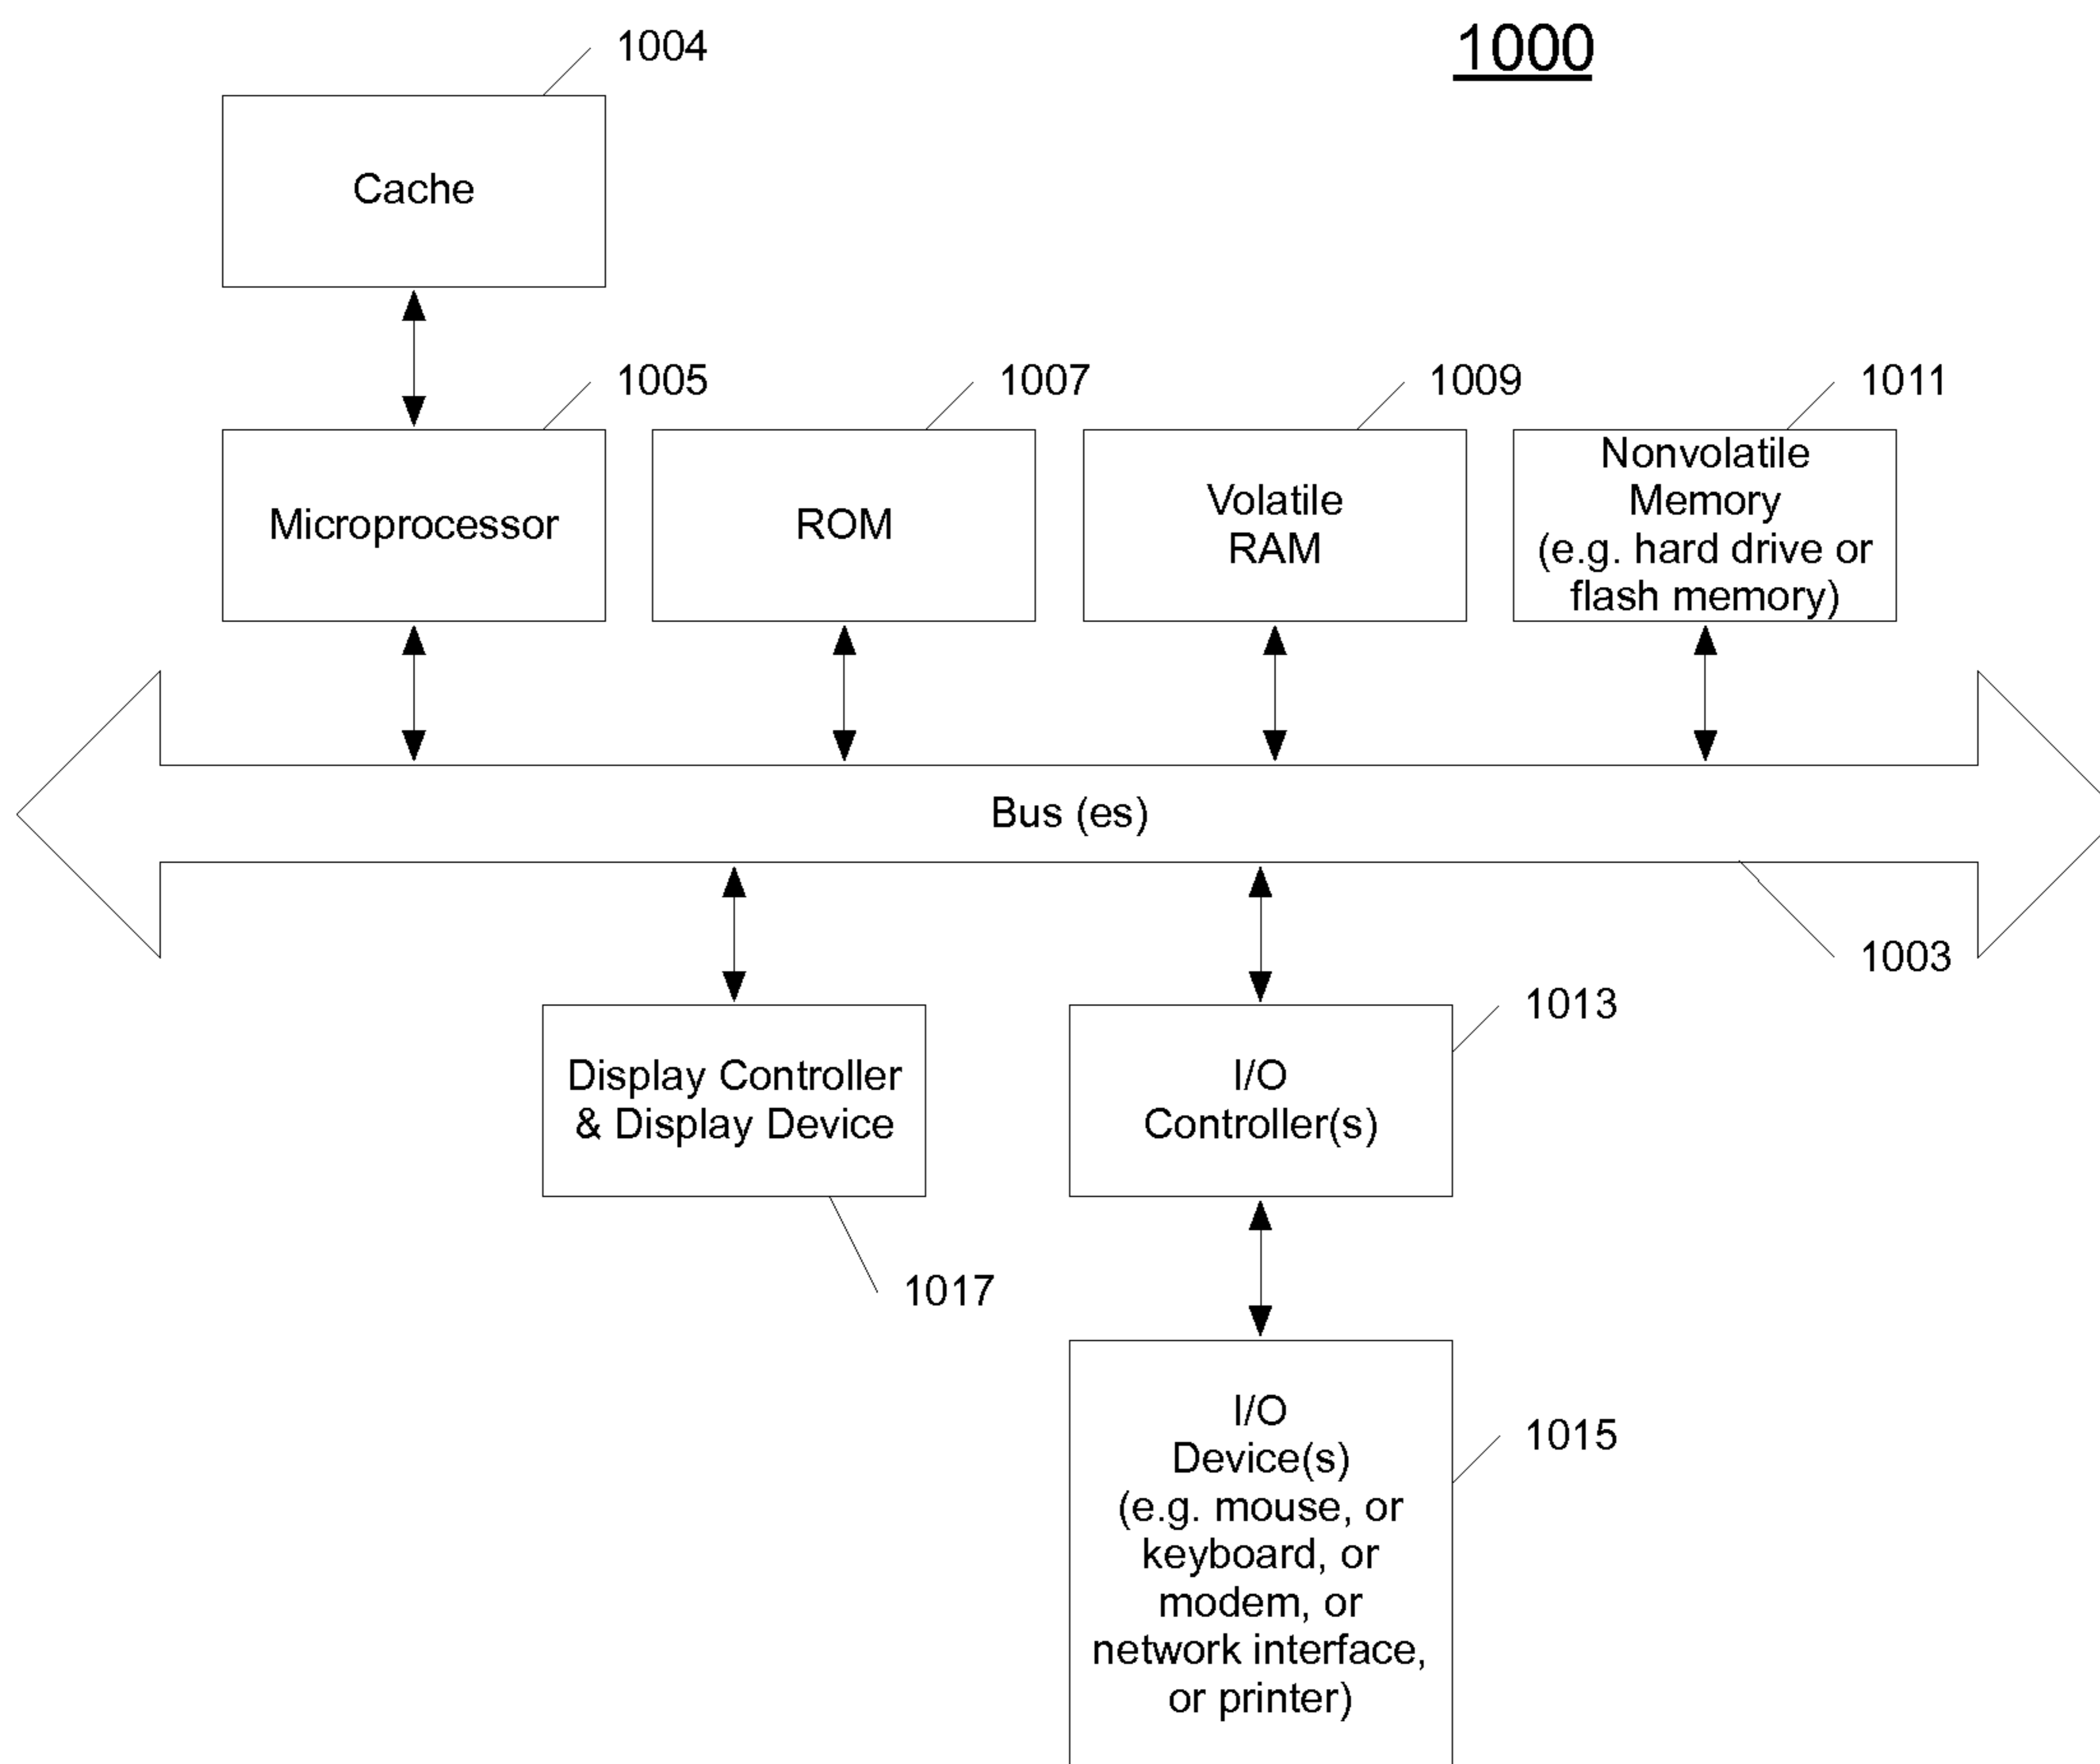 1000
1004
Cache
1005
1007
1009
1011
Microprocessor
ROM
Volatile
RAM
Nonvolatile
Memory
(e.g. hard drive or
flash memory)
Bus (es)
1003
Display Controller
& Display Device
1017
I/O
Controller(s)
1013
I/O
Device(s)
(e.g. mouse, or
keyboard, or
modem, or
network interface,
or printer)
1015